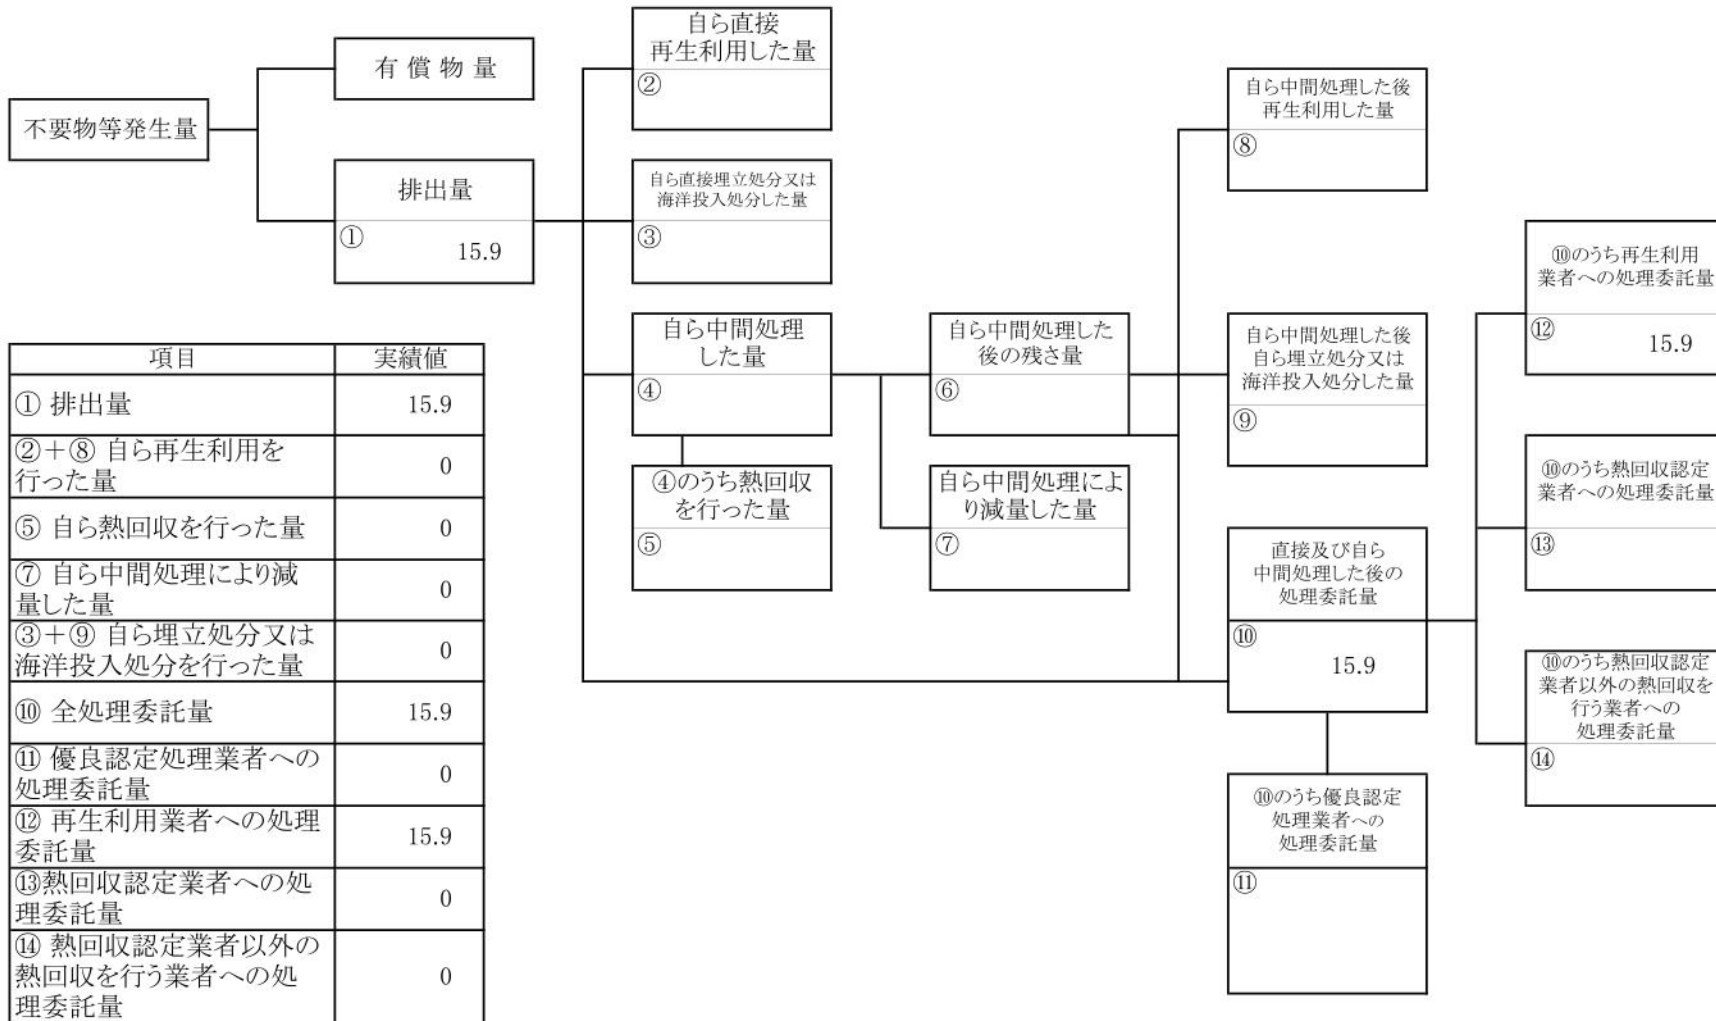 不要物等発生量
有償物量
排出量
①
15.9
自ら直接
再生利用した量
②
自ら直接埋立処分又は
海洋投入処分した量
③
自ら中間処理
した量
④
④のうち熱回収
を行った量
⑤
自ら中間処理した
後の残さ量
⑥
自ら中間処理によ
り減量した量
⑦
自ら中間処理した後
再生利用した量
⑧
自ら中間処理した後
自ら埋立処分又は
海洋投入処分した量
⑨
直接及び自ら
中間処理した後の
処理委託量
⑩
15.9
⑩のうち優良認定
処理業者への
処理委託量
⑪
⑩のうち再生利用
業者への処理委託量
⑫
15.9
⑩のうち熱回収認定
業者への処理委託量
⑬
⑩のうち熱回収認定
業者以外の熱回収を
行う業者への
処理委託量
⑭
項目 実績値
① 排出量 15.9
②+⑧ 自ら再生利用を
行った量 0
⑤ 自ら熱回収を行った量 0
⑦ 自ら中間処理により減
量した量 0
③+⑨ 自ら埋立処分又は
海洋投入処分を行った量 0
⑩ 全処理委託量 15.9
⑪ 優良認定処理業者への
処理委託量 0
⑫ 再生利用業者への処理
委託量 15.9
⑬熱回収認定業者への処
理委託量 0
⑭ 熱回収認定業者以外の
熱回収を行う業者への処
理委託量 0